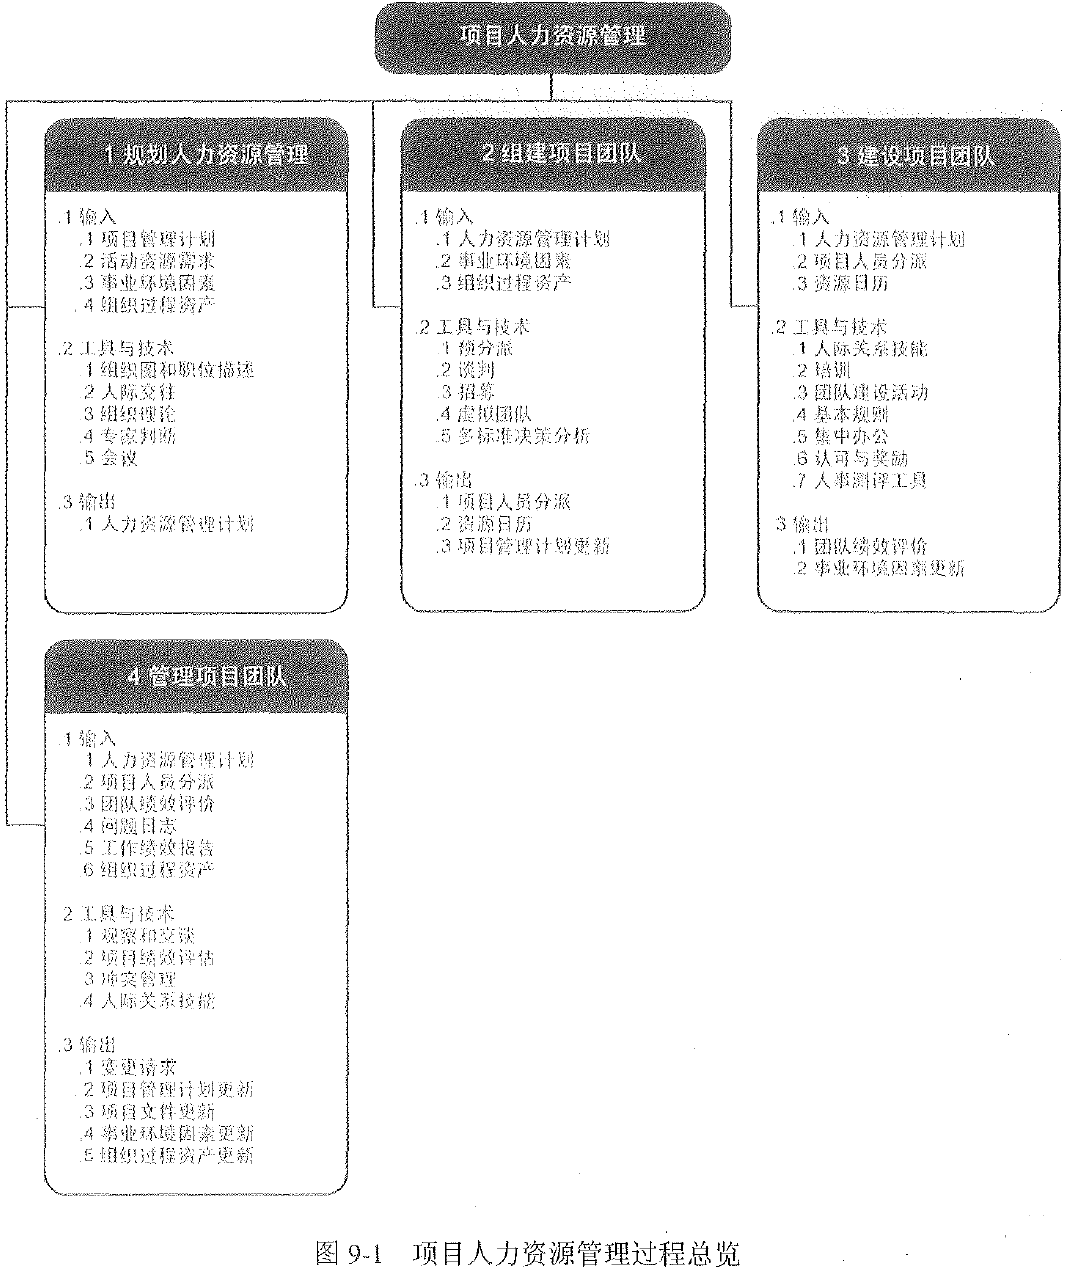 项目人力资源管理
1 规划人力资源管理
.1 输入
.1 项目管理计划
.2 活动资源需求
.3 事业环境因素
.4 组织过程资产
.2 工具与技术
.1 组织图和职位描述
.2 人际交往
.3 组织理论
.4 专家判断
.5 会议
.3 输出
.1 人力资源管理计划
2 组建项目团队
.1 输入
.1 人力资源管理计划
.2 事业环境因素
.3 组织过程资产
.2 工具与技术
.1 预分派
.2 谈判
.3 招募
.4 虚拟团队
.5 多标准决策分析
.3 输出
.1 项目人员分派
.2 资源日历
.3 项目管理计划更新
3 建设项目团队
.1 输入
.1 人力资源管理计划
.2 项目人员分派
.3 资源日历
.2 工具与技术
.1 人际关系技能
.2 培训
.3 团队建设活动
.4 基本规则
.5 集中办公
.6 认可与奖励
.7 人事测评工具
3 输出
.1 团队绩效评价
.2 事业环境因素更新
4 管理项目团队
.1 输入
1 人力资源管理计划
.2 项目人员分派
.3 团队绩效评价
.4 问题日志
.5 工作绩效报告
6 组织过程资产
2 工具与技术
.1 观察和交谈
.2 项目绩效评估
3 冲突管理
.4 人际关系技能
.3 输出
.1 变更请求
.2 项目管理计划更新
.3 项目文件更新
.4 事业环境因素更新
.5 组织过程资产更新
图 9-1 项目人力资源管理过程总览